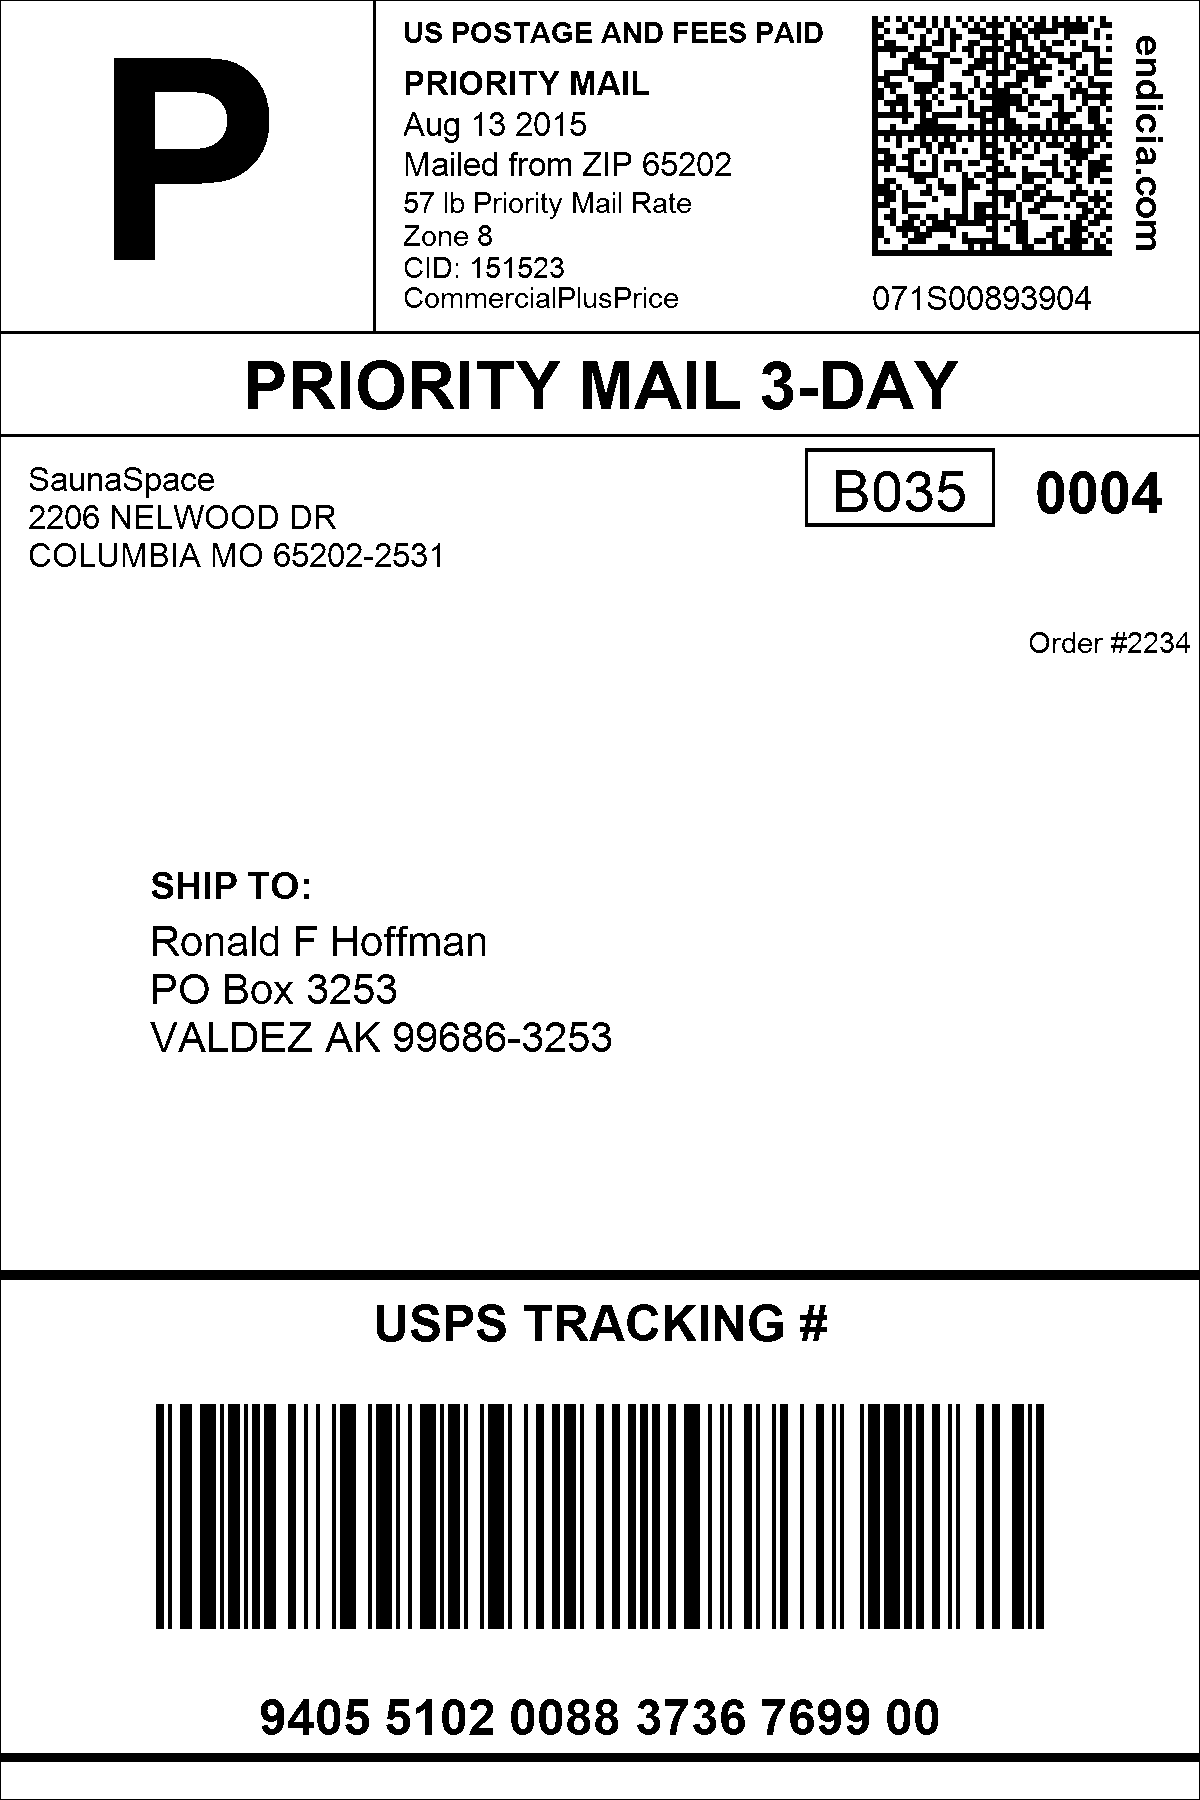 P
US POSTAGE AND FEES PAID
PRIORITY MAIL
Aug 13 2015
Mailed from ZIP 65202
57 lb Priority Mail Rate
Zone 8
CID: 151523
CommercialPlusPrice
endicia.com
071S00893904
PRIORITY MAIL 3-DAY
SaunaSpace
2206 NELWOOD DR
COLUMBIA MO 65202-2531
B035 0004
Order #2234
SHIP TO:
Ronald F Hoffman
PO Box 3253
VALDEZ AK 99686-3253
USPS TRACKING #
9405 5102 0088 3736 7699 00